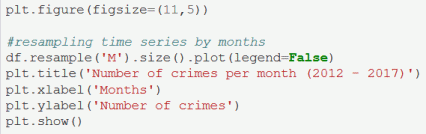 plt.figure(figsize=(11,5))
#resampling time series by months
df.resample('M').size().plot(legend=False)
plt.title('Number of crimes per month (2012 - 2017)')
plt.xlabel('Months')
plt.ylabel('Number of crimes')
plt.show()